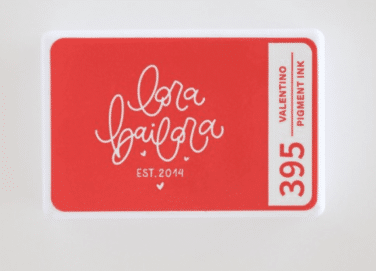 lora
bailora
EST. 2014
395
VALENTINO
PIGMENT INK